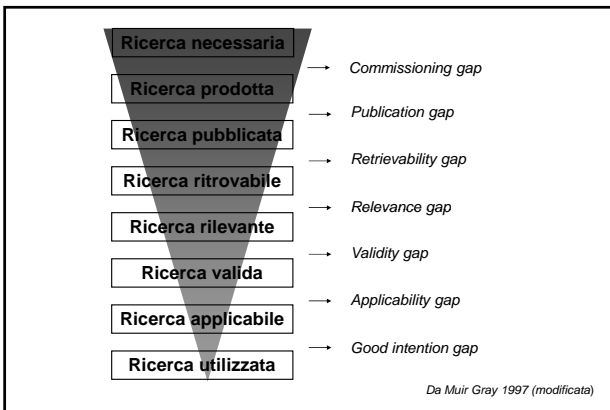 Ricerca necessaria
Commissioning gap
Ricerca prodotta
Publication gap
Ricerca pubblicata
Retrievability gap
Ricerca ritrovabile
Relevance gap
Ricerca rilevante
Validity gap
Ricerca valida
Applicability gap
Ricerca applicabile
Good intention gap
Ricerca utilizzata
Da Muir Gray 1997 (modificata)